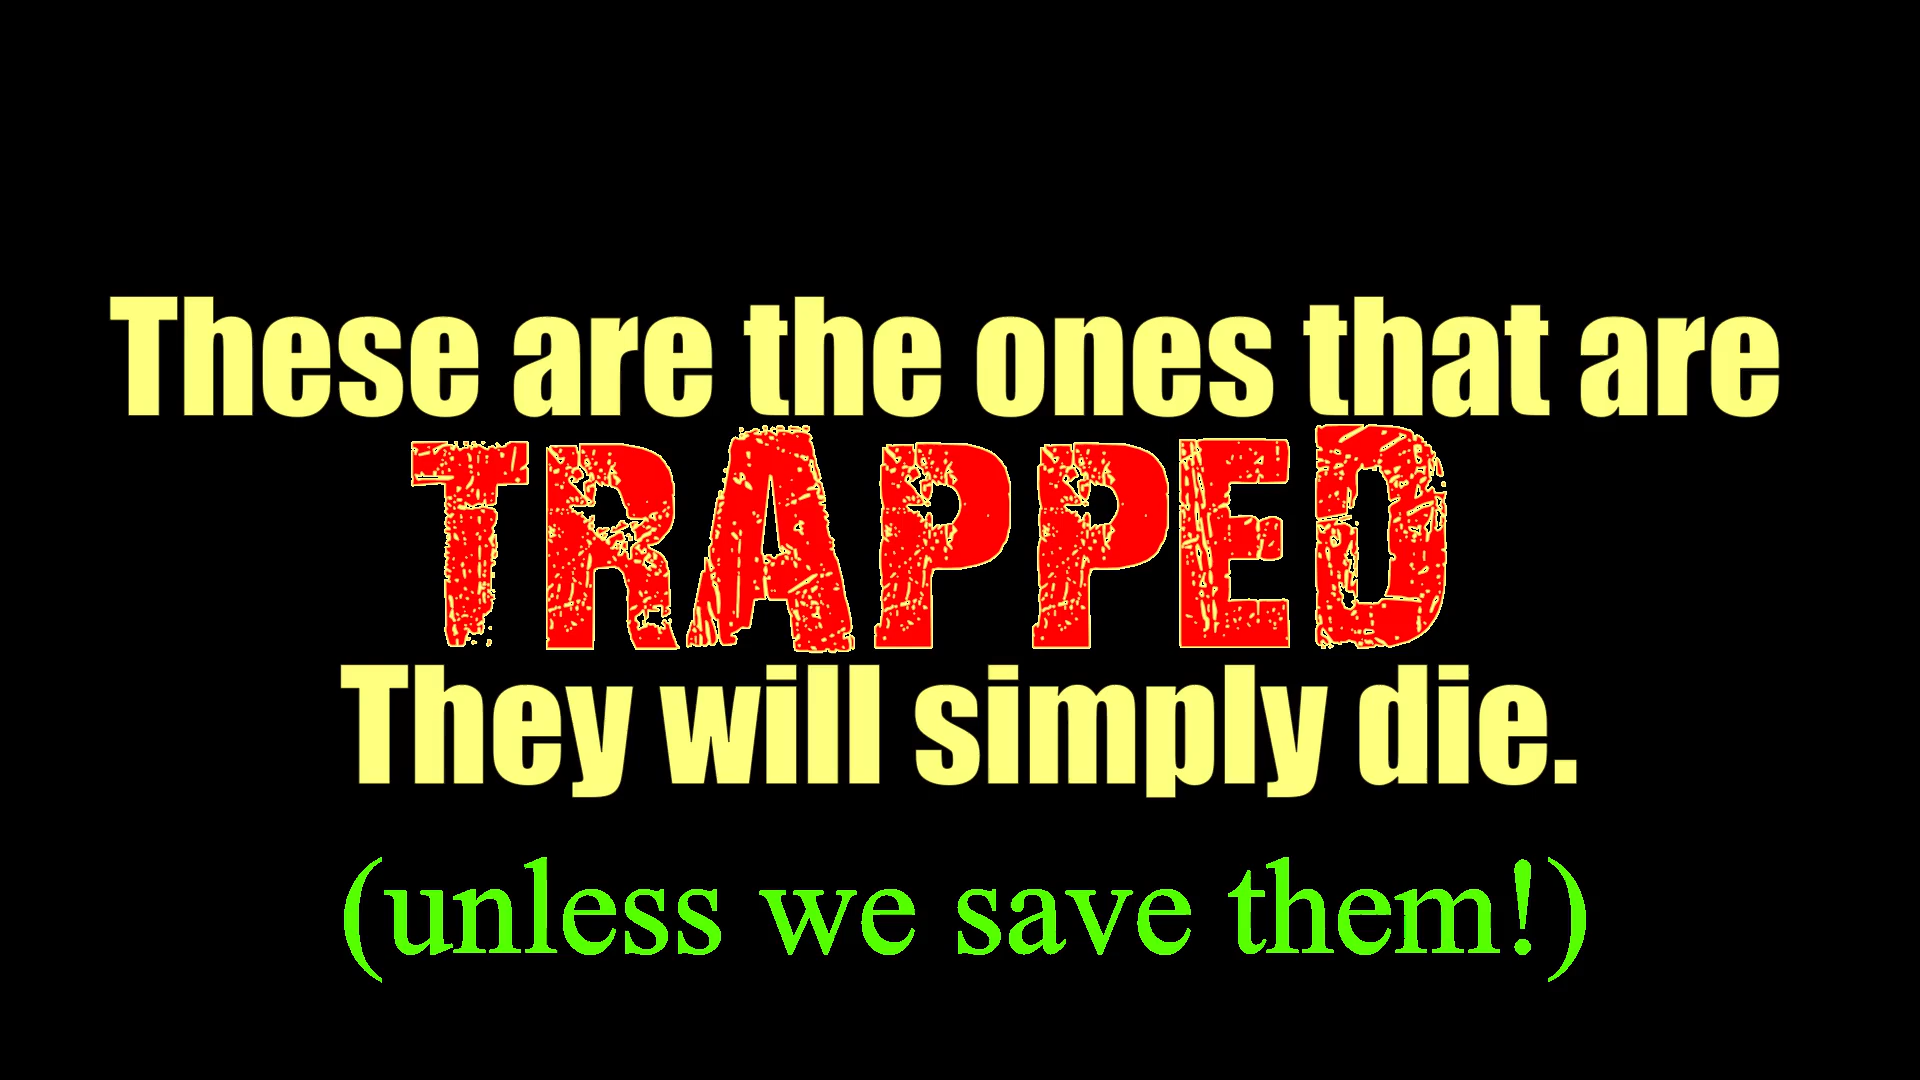 These are the ones that are
TRAPPED
They will simply die.
(unless we save them!)